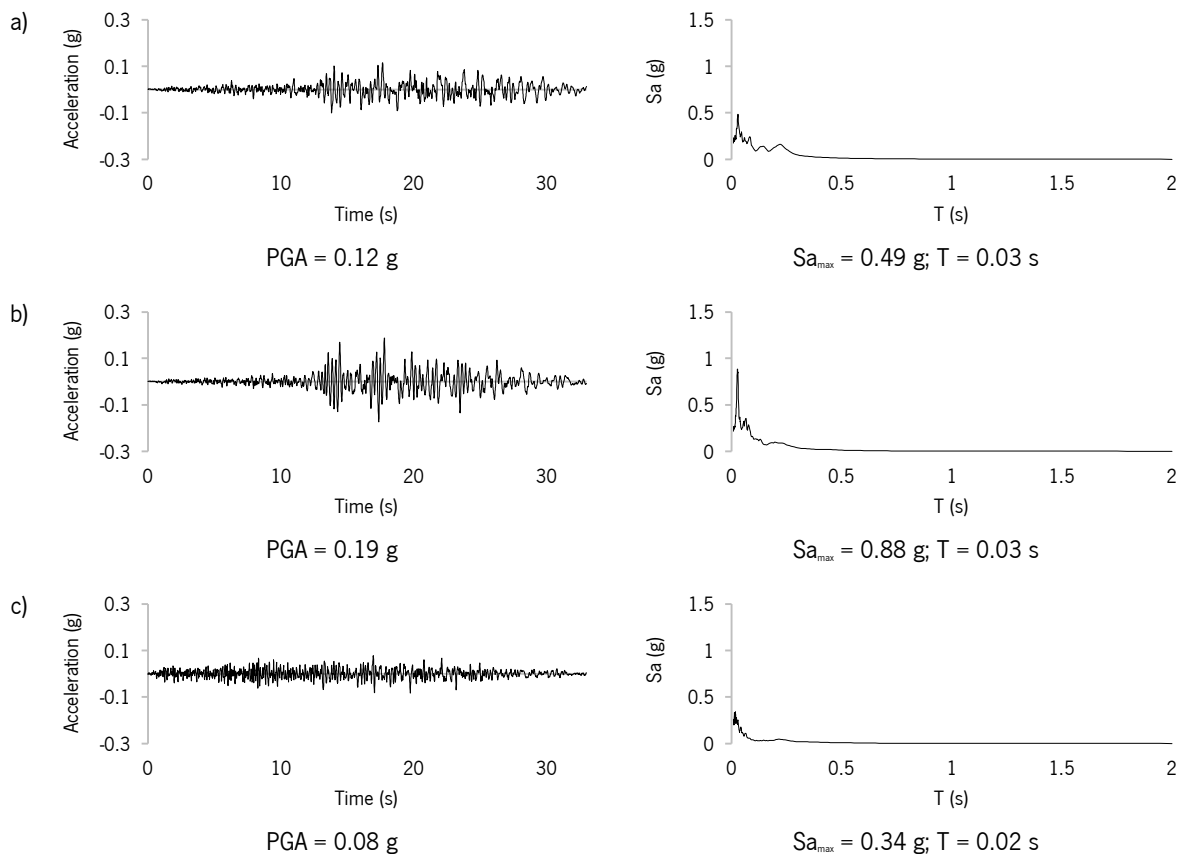 a)
Acceleration (g)
0.3
0.1
-0.1
-0.3
0 10 20 30
Time (s)
PGA = 0.12 g
Sa (g)
1.5
1
0.5
0
0 0.5 1 1.5 2
T (s)
Samax = 0.49 g; T = 0.03 s
b)
Acceleration (g)
0.3
0.1
-0.1
-0.3
0 10 20 30
Time (s)
PGA = 0.19 g
Sa (g)
1.5
1
0.5
0
0 0.5 1 1.5 2
T (s)
Samax = 0.88 g; T = 0.03 s
c)
Acceleration (g)
0.3
0.1
-0.1
-0.3
0 10 20 30
Time (s)
PGA = 0.08 g
Sa (g)
1.5
1
0.5
0
0 0.5 1 1.5 2
T (s)
Samax = 0.34 g; T = 0.02 s